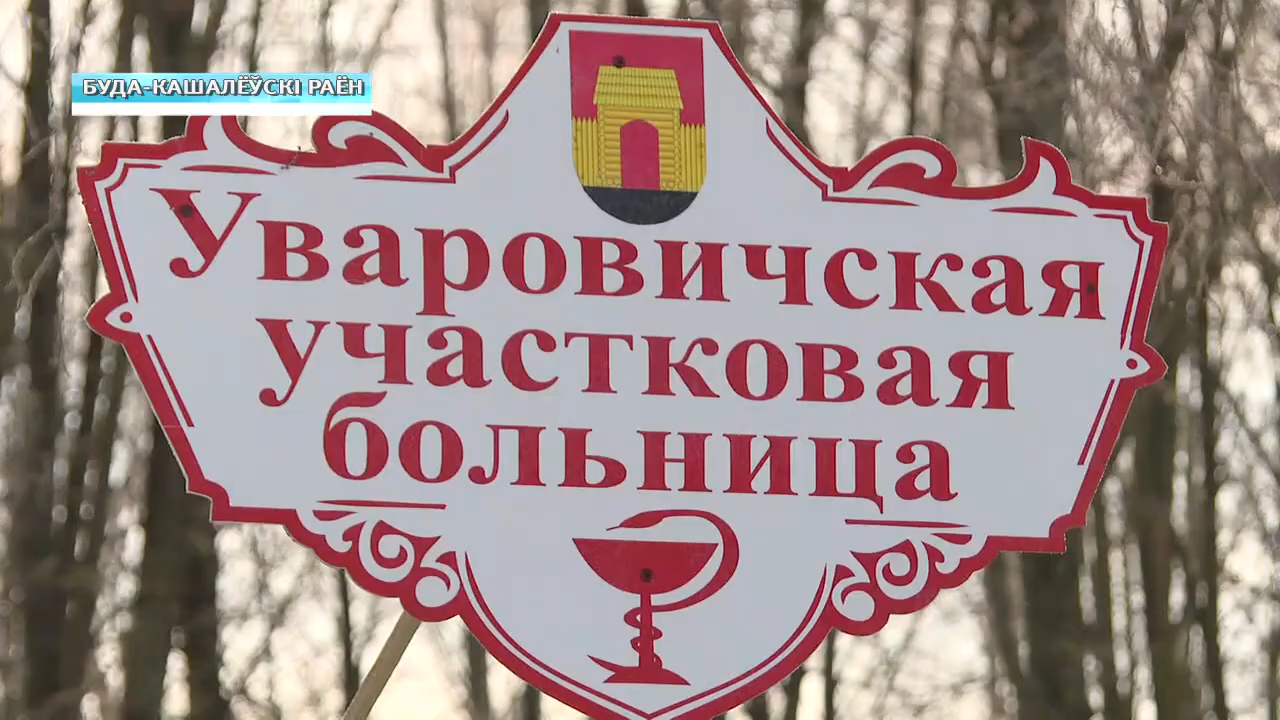 БУДА-КАШАЛЁЎСКІ РАЁН
Уваровичская
участковая
больница